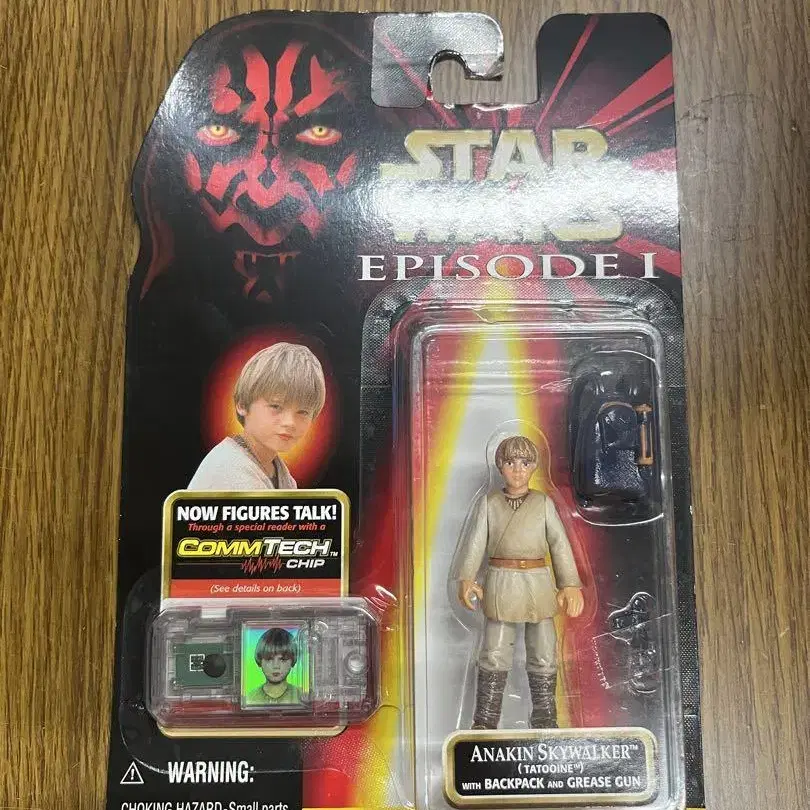 STAR
WARS
EPISODE I
NOW FIGURES TALK!
Through a special reader with a
COMMTECH™
CHIP
(See details on back)
ANAKIN SKYWALKER™
(TATOOINE™)
WITH BACKPACK AND GREASE GUN
⚠ WARNING:
CHOKING HAZARD-Small parts